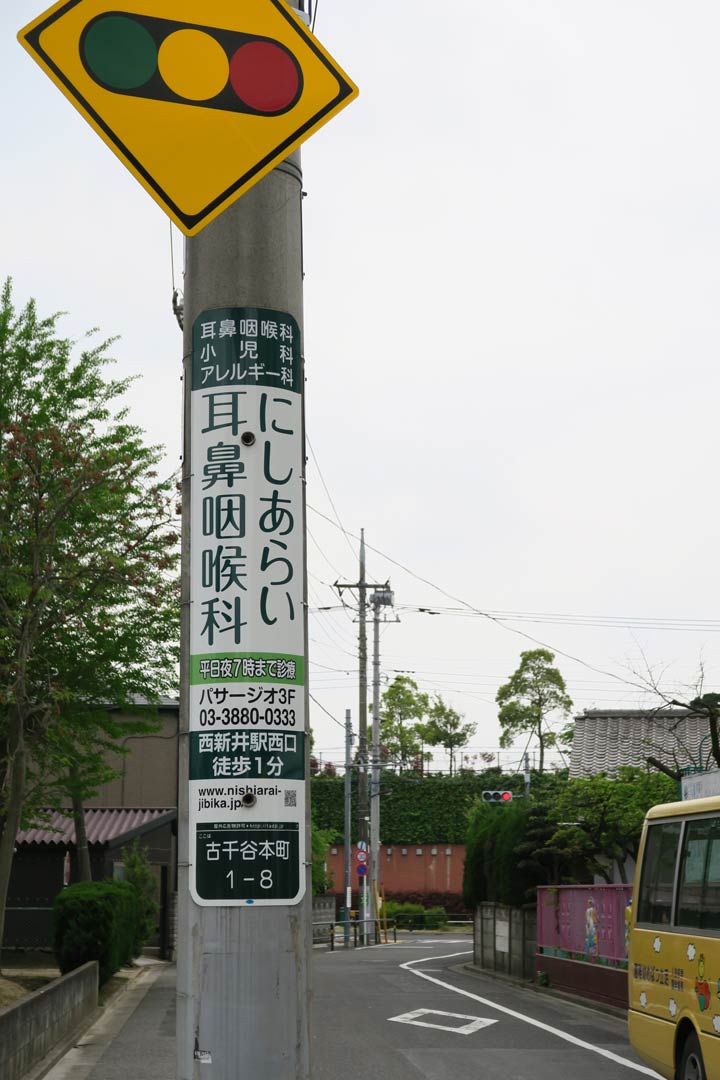 耳鼻咽喉科
小児科
アレルギー科
にしあらい
耳鼻咽喉科
平日夜7時まで診療
パサージオ3F
03-3880-0333
西新井駅西口
徒歩1分
www.nishiarai-
jibika.jp/
ここは
古千谷本町
1-8